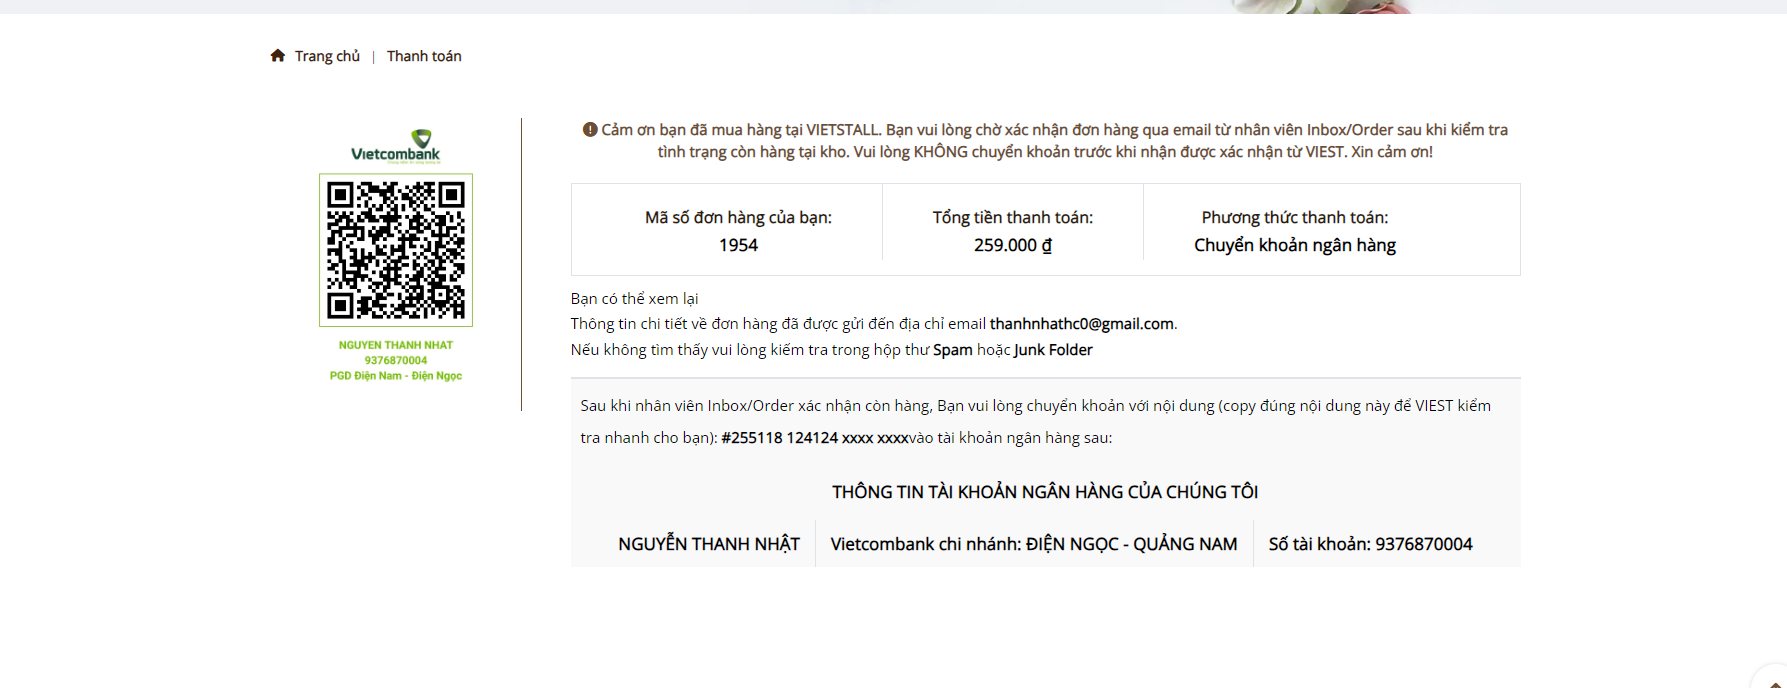 Trang chủ | Thanh toán
Vietcombank
NGUYEN THANH NHAT
9376870004
PGD Điện Nam - Điện Ngọc
Cảm ơn bạn đã mua hàng tại VIETSTALL. Bạn vui lòng chờ xác nhận đơn hàng qua email từ nhân viên Inbox/Order sau khi kiểm tra
tình trạng còn hàng tại kho. Vui lòng KHÔNG chuyển khoản trước khi nhận được xác nhận từ VIEST. Xin cảm ơn!
Mã số đơn hàng của bạn:
1954
Tổng tiền thanh toán:
259.000 ₫
Phương thức thanh toán:
Chuyển khoản ngân hàng
Bạn có thể xem lại
Thông tin chi tiết về đơn hàng đã được gửi đến địa chỉ email thanhnhathc0@gmail.com.
Nếu không tìm thấy vui lòng kiếm tra trong hộp thư Spam hoặc Junk Folder
Sau khi nhân viên Inbox/Order xác nhận còn hàng, Bạn vui lòng chuyển khoản với nội dung (copy đúng nội dung này để VIEST kiểm
tra nhanh cho bạn): #255118 124124 xxxx xxxxvào tài khoản ngân hàng sau:
THÔNG TIN TÀI KHOẢN NGÂN HÀNG CỦA CHÚNG TÔI
NGUYỄN THANH NHẬT
Vietcombank chi nhánh: ĐIỆN NGỌC - QUẢNG NAM
Số tài khoản: 9376870004